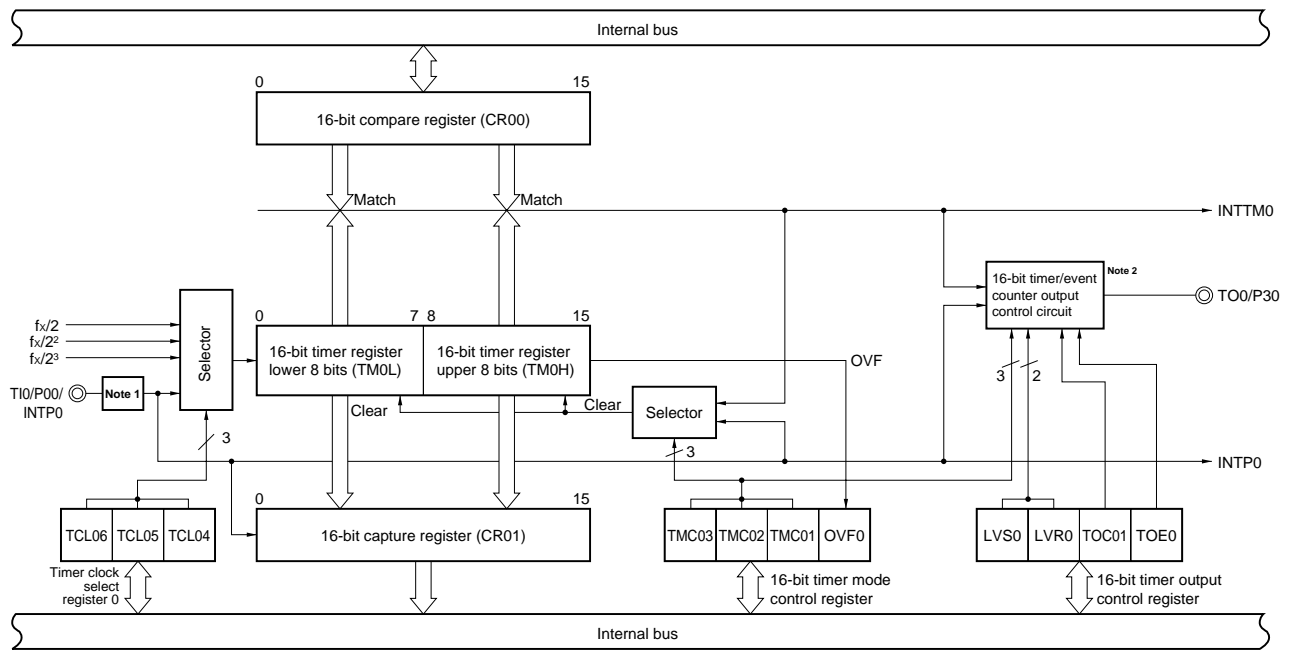 Internal bus
0
15
16-bit compare register (CR00)
Match
Match
INTTM0
16-bit timer/event
counter output
control circuit
Note 2
TO0/P30
fX/2
fX/2²
fX/2³
Selector
0
7
8
15
16-bit timer register
lower 8 bits (TM0L)
16-bit timer register
upper 8 bits (TM0H)
OVF
TI0/P00/
INTP0
Note 1
3
2
Clear
Clear
Selector
3
3
INTP0
0
15
TCL06
TCL05
TCL04
16-bit capture register (CR01)
TMC03
TMC02
TMC01
OVF0
LVS0
LVR0
TOC01
TOE0
Timer clock
select
register 0
16-bit timer mode
control register
16-bit timer output
control register
Internal bus